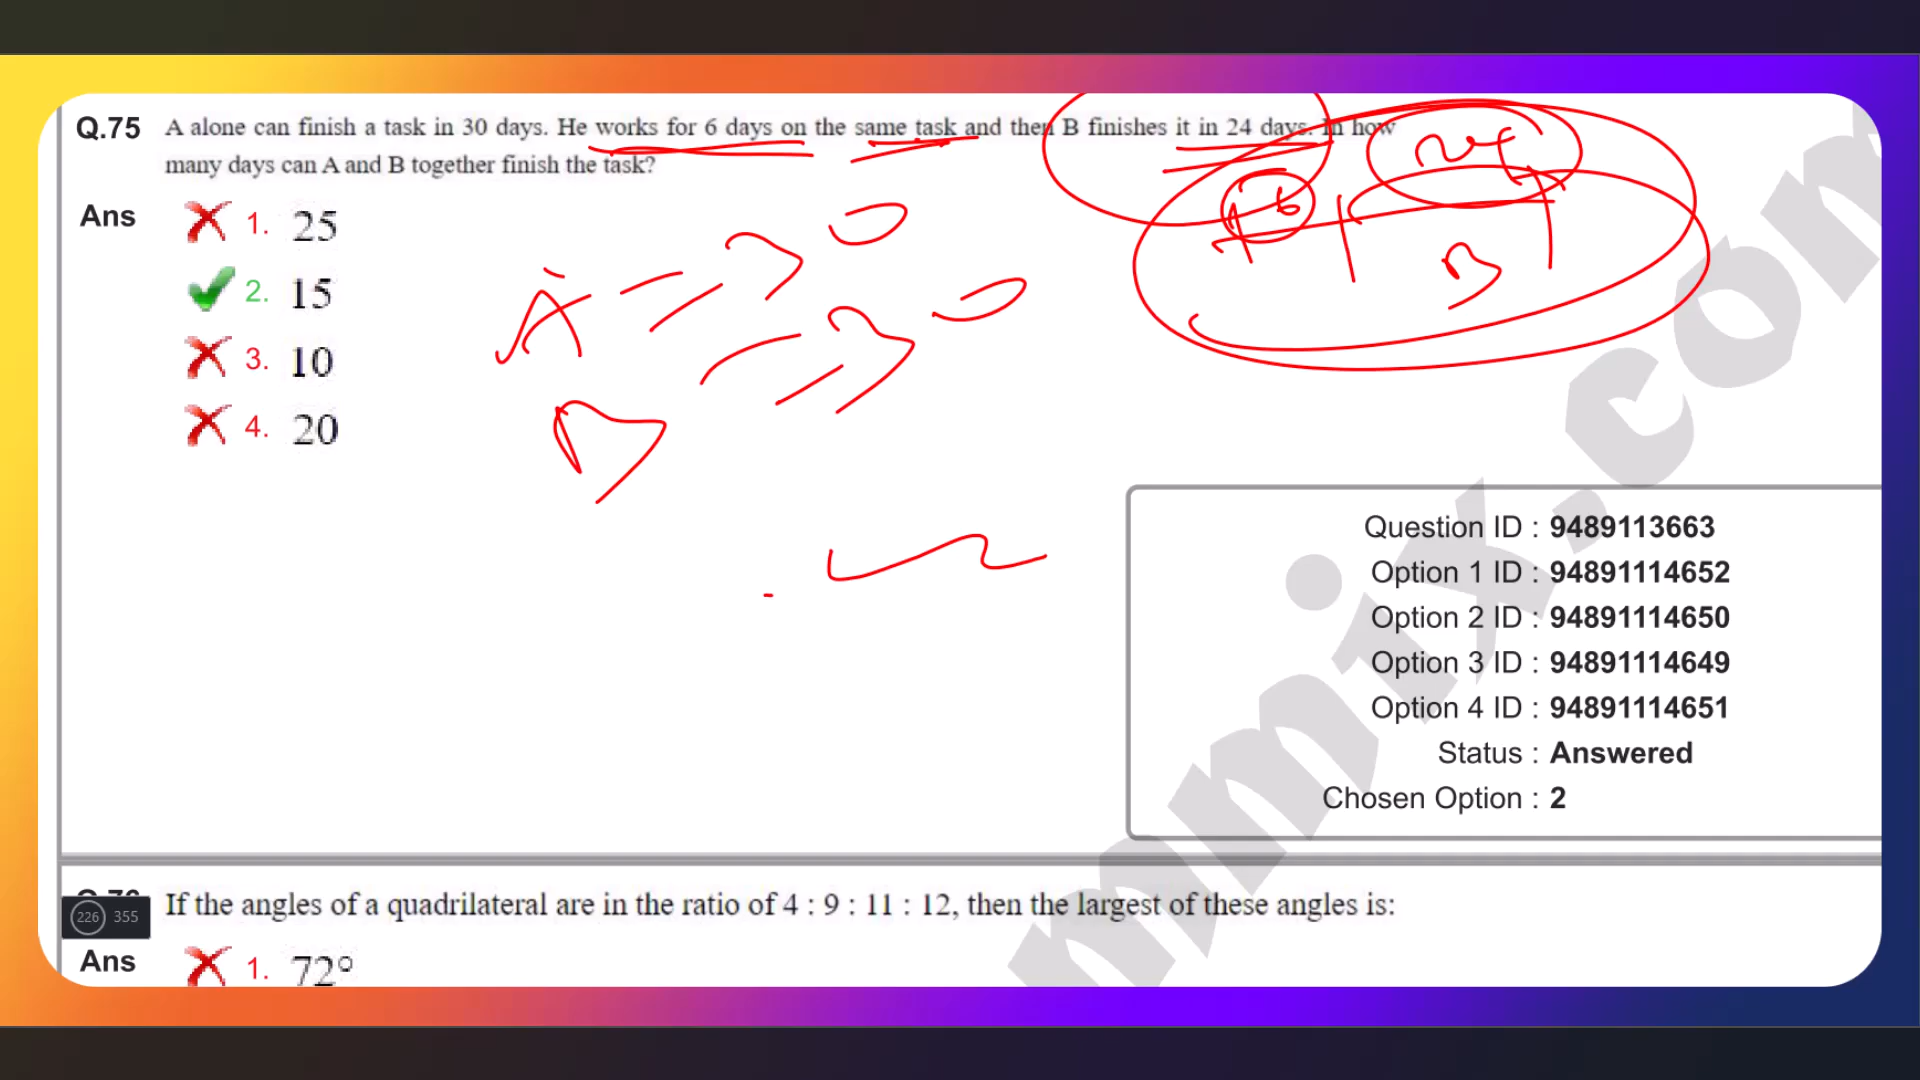 Q.75 A alone can finish a task in 30 days. He works for 6 days on the same task and then B finishes it in 24 days. In how
many days can A and B together finish the task?
Ans
1. 25
2. 15
3. 10
4. 20
A = 30
B = 30
6
24
B
Question ID : 9489113663
Option 1 ID : 94891114652
Option 2 ID : 94891114650
Option 3 ID : 94891114649
Option 4 ID : 94891114651
Status : Answered
Chosen Option : 2
If the angles of a quadrilateral are in the ratio of 4 : 9 : 11 : 12, then the largest of these angles is:
226 355
Ans
1. 72°